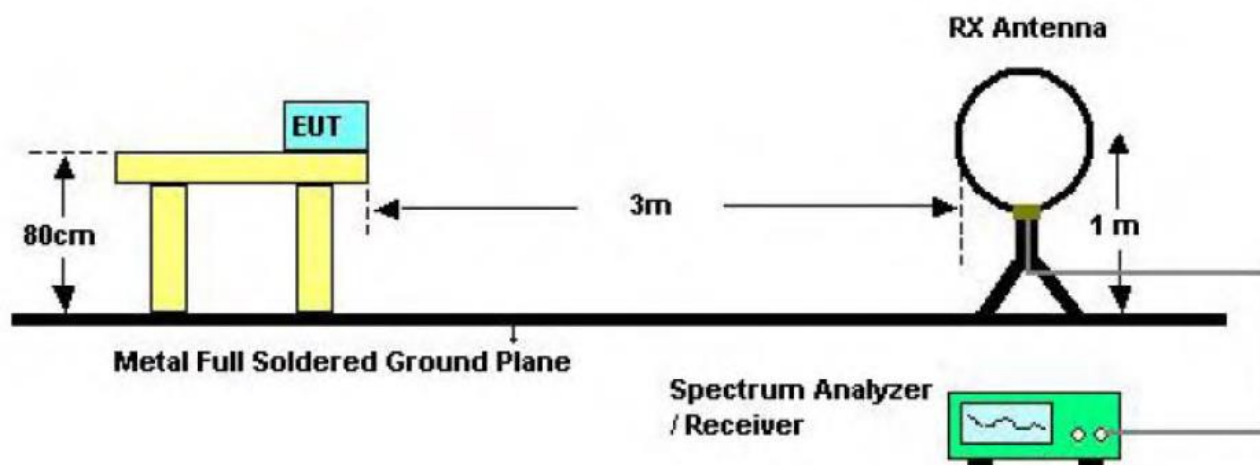 RX Antenna
EUT
80cm
3m
1 m
Metal Full Soldered Ground Plane
Spectrum Analyzer
/ Receiver